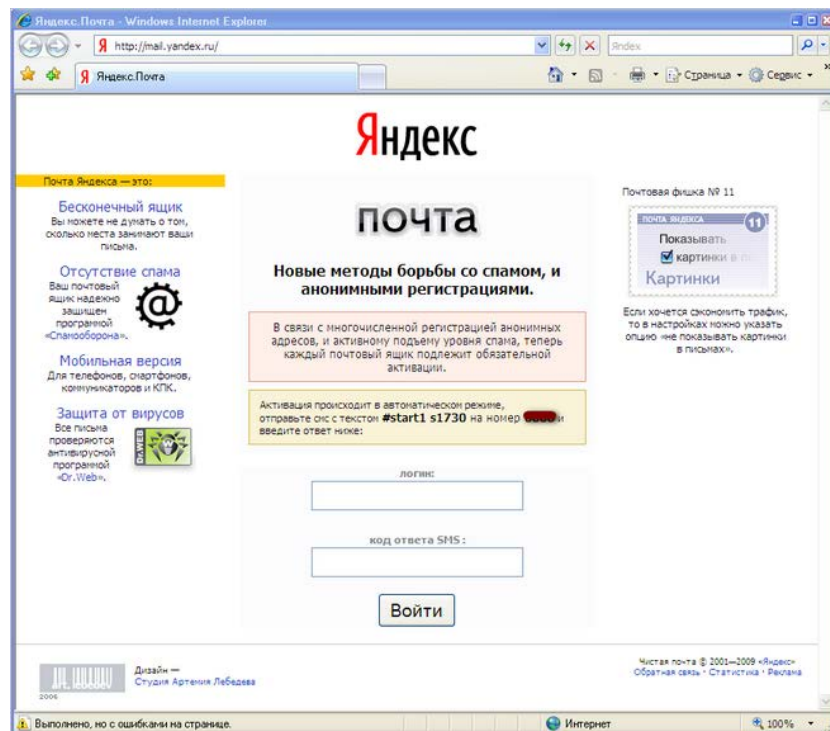 Яндекс.Почта - Windows Internet Explorer
http://mail.yandex.ru/
Яndex
Яндекс.Почта
Страница
Сервис
Яндекс
почта
Почта Яндекса — это:
Бесконечный ящик
Вы можете не думать о том,
сколько места занимают ваши
письма.
Отсутствие спама
Ваш почтовый
ящик надежно
защищен
программой
«Спамооборона».
@
Мобильная версия
Для телефонов, смартфонов,
коммуникаторов и КПК.
Защита от вирусов
Все письма
проверяются
антивирусной
программой
«Dr.Web».
Dr.WEB
Новые методы борьбы со спамом, и
анонимными регистрациями.
В связи с многочисленной регистрацией анонимных
адресов, и активному подъему уровня спама, теперь
каждый почтовый ящик подлежит обязательной
активации.
Активация происходит в автоматическом режиме,
отправьте смс с текстом #start1 s1730 на номер и
введите ответ ниже:
логин:
код ответа SMS :
Войти
Почтовая фишка № 11
ПОЧТА ЯНДЕКСА
11
Показывать
картинки в п
Картинки
Если хочется сэкономить трафик,
то в настройках можно указать
опцию «не показывать картинки
в письмах».
2006
Дизайн —
Студия Артемия Лебедева
Чистая почта © 2001—2009 «Яндекс»
Обратная связь · Статистика · Реклама
Выполнено, но с ошибками на странице.
Интернет
100%